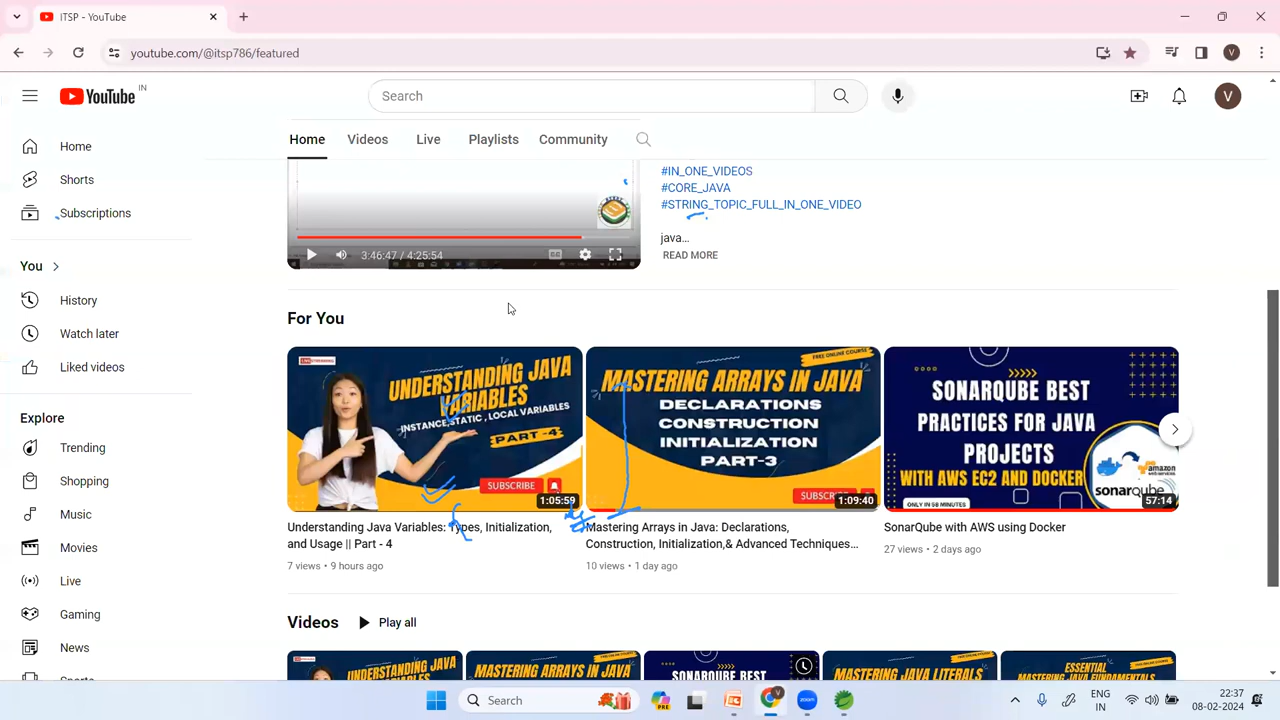 ITSP - YouTube
youtube.com/@itsp786/featured
YouTube IN
Search
V
Home Videos Live Playlists Community
Home
Shorts
Subscriptions
You
History
Watch later
Liked videos
Explore
Trending
Shopping
Music
Movies
Live
Gaming
News
#IN_ONE_VIDEOS
#CORE_JAVA
#STRING_TOPIC_FULL_IN_ONE_VIDEO
java...
READ MORE
3:46:47 / 4:25:54
For You
UNDERSTANDING JAVA
VARIABLES
INSTANCE,STATIC , LOCAL VARIABLES
PART -4
SUBSCRIBE
1:05:59
Understanding Java Variables: Types, Initialization,
and Usage || Part - 4
7 views • 9 hours ago
FREE ONLINE COURSE
MASTERING ARRAYS IN JAVA
DECLARATIONS
CONSTRUCTION
INITIALIZATION
PART-3
1:09:40
Mastering Arrays in Java: Declarations,
Construction, Initialization,& Advanced Techniques...
10 views • 1 day ago
SONARQUBE BEST
PRACTICES FOR JAVA
PROJECTS
WITH AWS EC2 AND DOCKER
ONLY IN 58 MINUTES
amazon
sonarqube
57:14
SonarQube with AWS using Docker
27 views • 2 days ago
Videos Play all
UNDERSTANDING JAVA
MASTERING ARRAYS IN JAVA
SONARQUBE BEST
MASTERING JAVA LITERALS
ESSENTIAL
MASTERING JAVA FUNDAMENTALS
Search
PRE
zoom
ENG
IN
22:37
08-02-2024